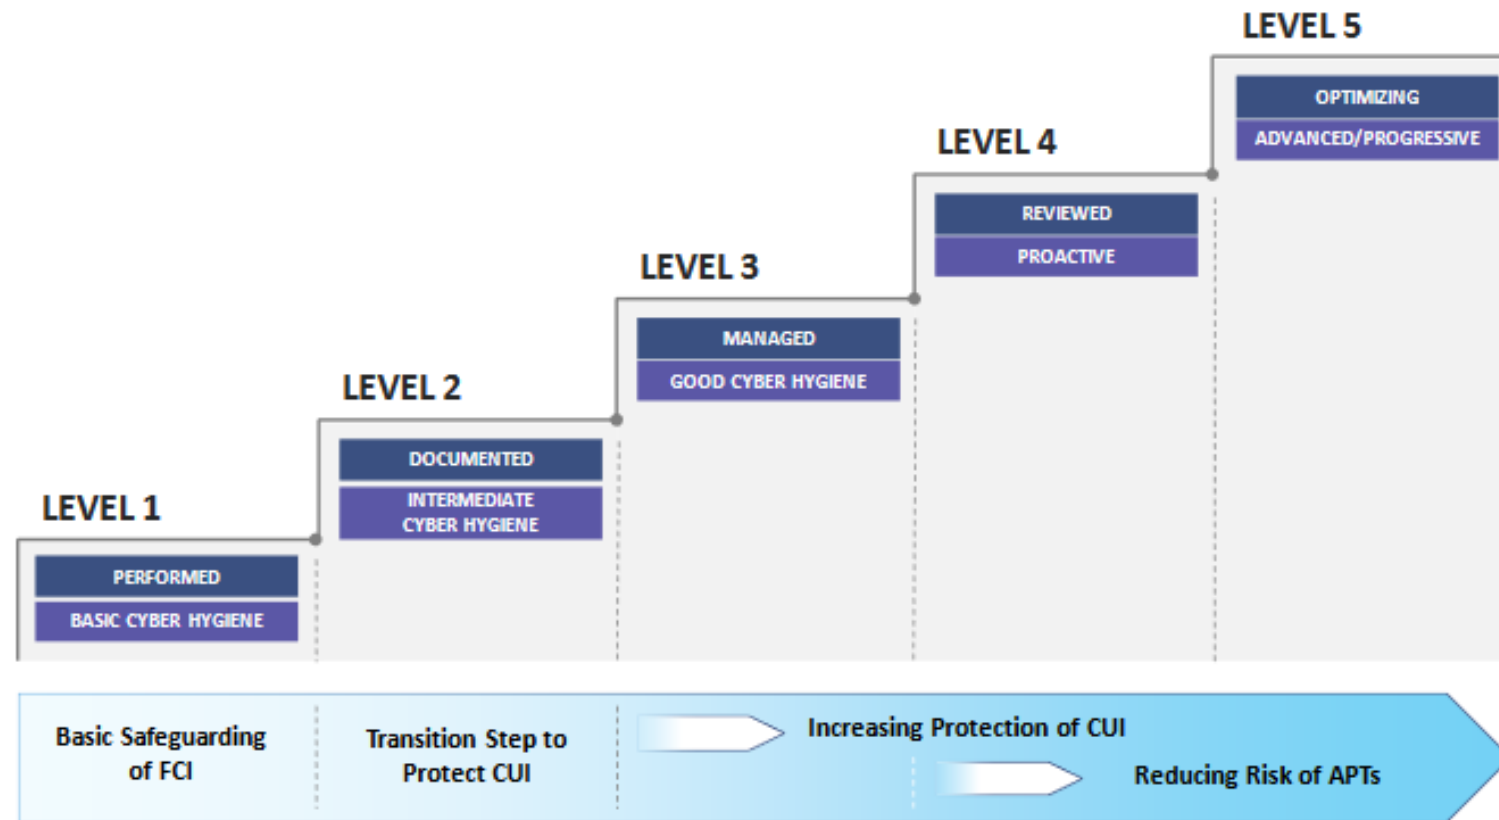 LEVEL 1
PERFORMED
BASIC CYBER HYGIENE
LEVEL 2
DOCUMENTED
INTERMEDIATE
CYBER HYGIENE
LEVEL 3
MANAGED
GOOD CYBER HYGIENE
LEVEL 4
REVIEWED
PROACTIVE
LEVEL 5
OPTIMIZING
ADVANCED/PROGRESSIVE
Basic Safeguarding
of FCI
Transition Step to
Protect CUI
Increasing Protection of CUI
Reducing Risk of APTs